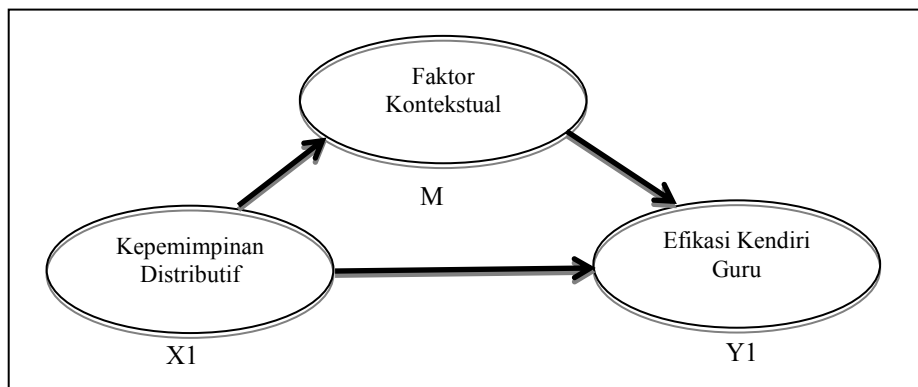 Faktor
Kontekstual
M
Kepemimpinan
Distributif
X1
Efikasi Kendiri
Guru
Y1